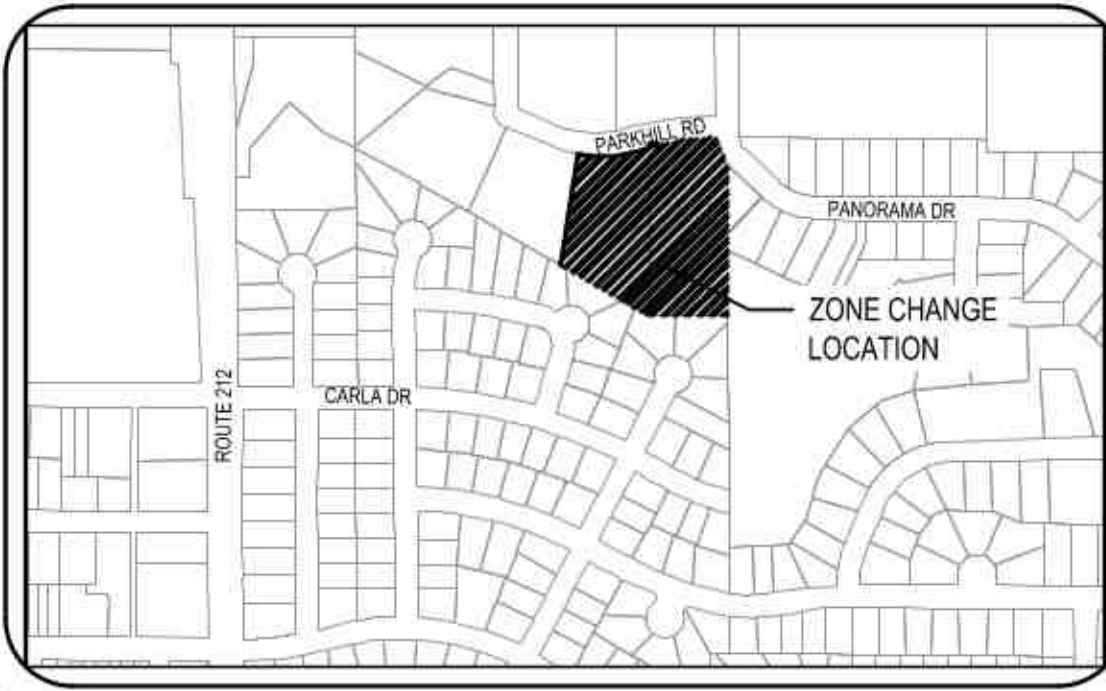 PARKHILL RD
PANORAMA DR
ZONE CHANGE
LOCATION
CARLA DR
ROUTE 212